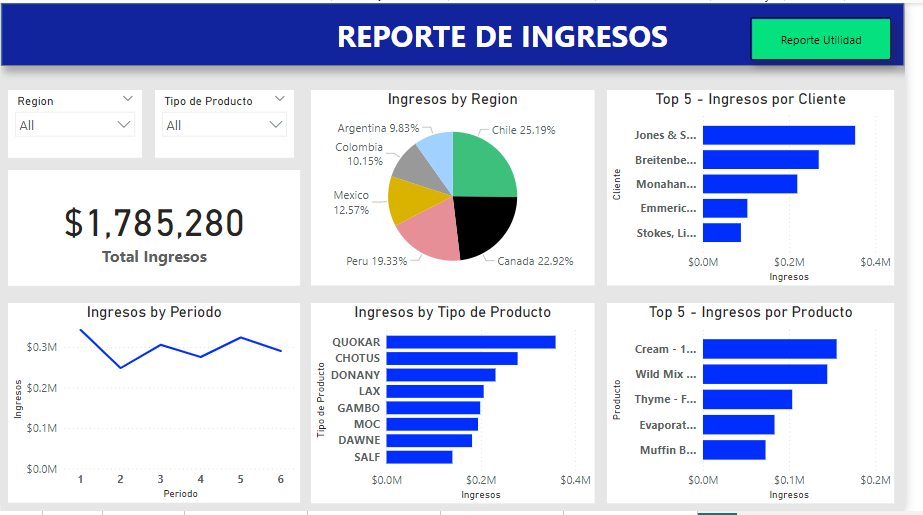 REPORTE DE INGRESOS
Reporte Utilidad
Region
All
Tipo de Producto
All
$1,785,280
Total Ingresos
Ingresos by Region
Argentina 9.83%
Chile 25.19%
Colombia
10.15%
Mexico
12.57%
Peru 19.33%
Canada 22.92%
Top 5 - Ingresos por Cliente
Cliente
Jones & S...
Breitenbe...
Monahan...
Emmeric...
Stokes, Li...
$0.0M $0.2M $0.4M
Ingresos
Ingresos by Periodo
Ingresos
$0.3M
$0.2M
$0.1M
$0.0M
1 2 3 4 5 6
Periodo
Ingresos by Tipo de Producto
Tipo de Producto
QUOKAR
CHOTUS
DONANY
LAX
GAMBO
MOC
DAWNE
SALF
$0.0M $0.2M $0.4M
Ingresos
Top 5 - Ingresos por Producto
Producto
Cream - 1...
Wild Mix ...
Thyme - F...
Evaporat...
Muffin B...
$0.0M $0.1M $0.2M
Ingresos